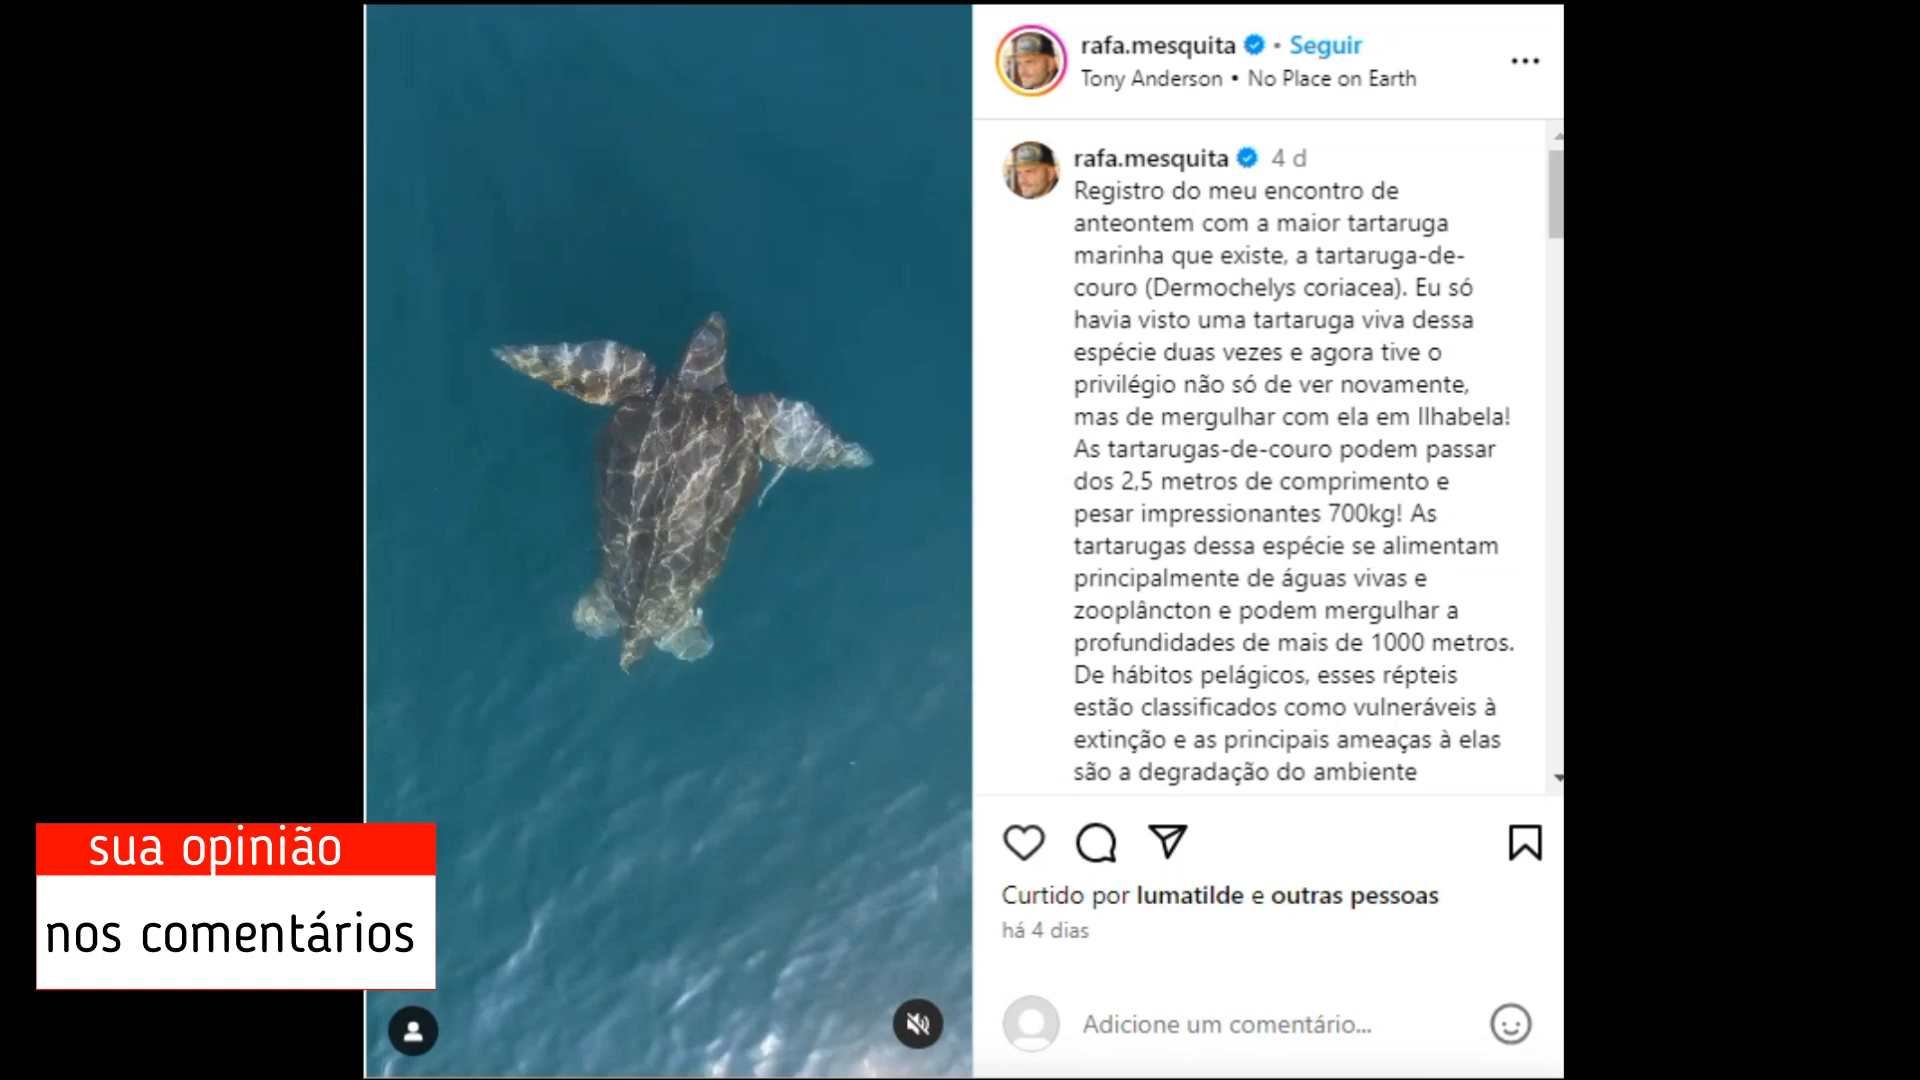 rafa.mesquita • Seguir
Tony Anderson • No Place on Earth
rafa.mesquita 4 d
Registro do meu encontro de
anteontem com a maior tartaruga
marinha que existe, a tartaruga-de-
couro (Dermochelys coriacea). Eu só
havia visto uma tartaruga viva dessa
espécie duas vezes e agora tive o
privilégio não só de ver novamente,
mas de mergulhar com ela em Ilhabela!
As tartarugas-de-couro podem passar
dos 2,5 metros de comprimento e
pesar impressionantes 700kg! As
tartarugas dessa espécie se alimentam
principalmente de águas vivas e
zooplâncton e podem mergulhar a
profundidades de mais de 1000 metros.
De hábitos pelágicos, esses répteis
estão classificados como vulneráveis à
extinção e as principais ameaças à elas
são a degradação do ambiente
Curtido por lumatilde e outras pessoas
há 4 dias
Adicione um comentário...
sua opinião
nos comentários